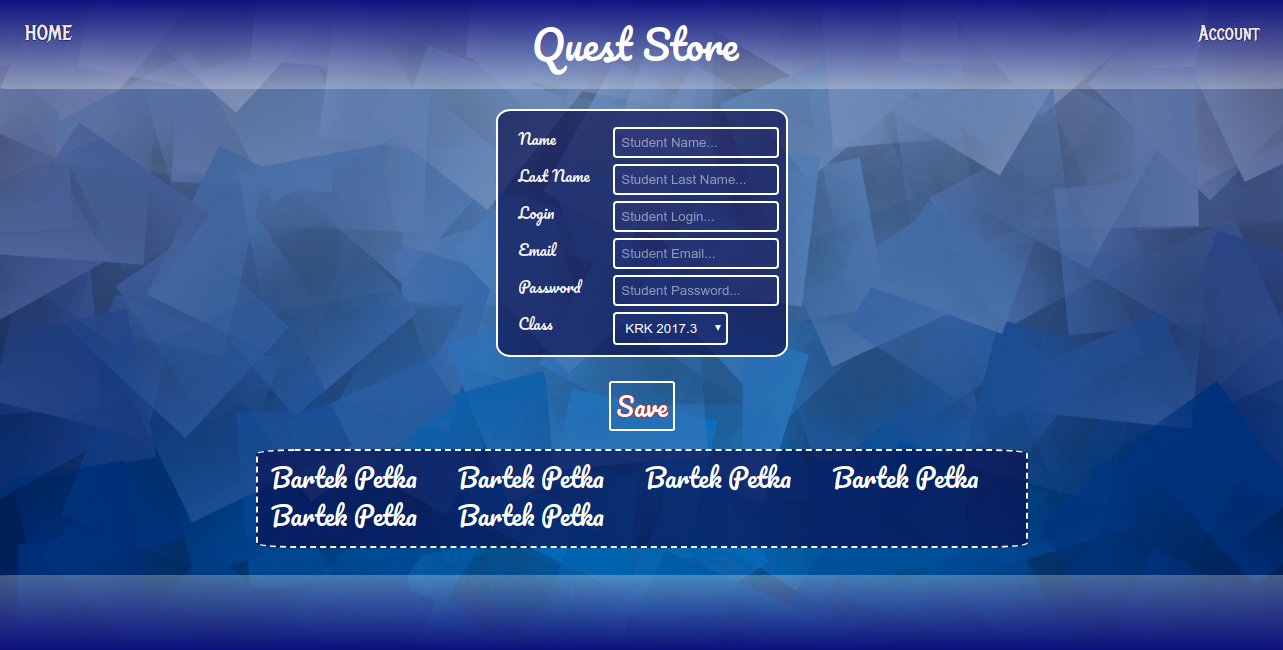 HOME
Quest Store
Account
Name
Student Name...
Last Name
Student Last Name...
Login
Student Login...
Email
Student Email...
Password
Student Password...
Class
KRK 2017.3
Save
Bartek Petka Bartek Petka Bartek Petka Bartek Petka
Bartek Petka Bartek Petka